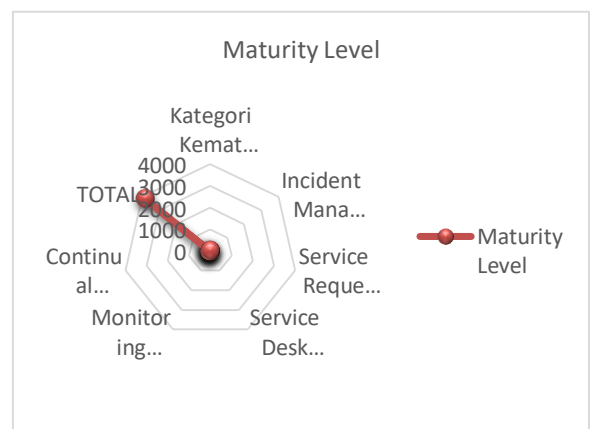 Maturity Level
Kategori
Kemat...
4000
3000
2000
1000
0
Incident
Mana...
Service
Reque...
Service
Desk...
Monitor
ing...
Continu
al...
TOTAL
Maturity
Level